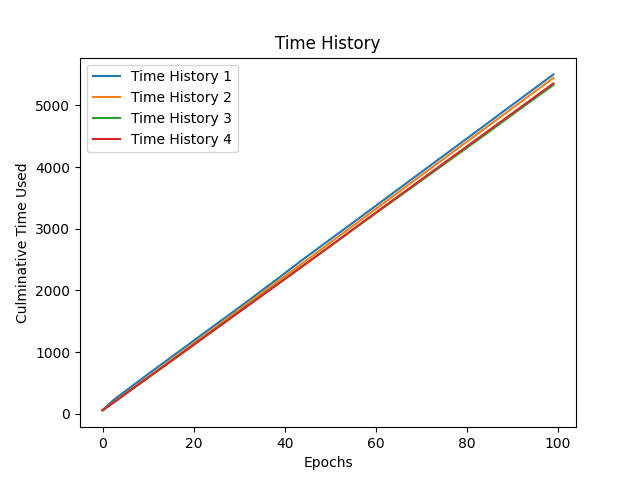 Time History
Time History 1
Time History 2
Time History 3
Time History 4
Culminative Time Used
5000
4000
3000
2000
1000
0
0 20 40 60 80 100
Epochs